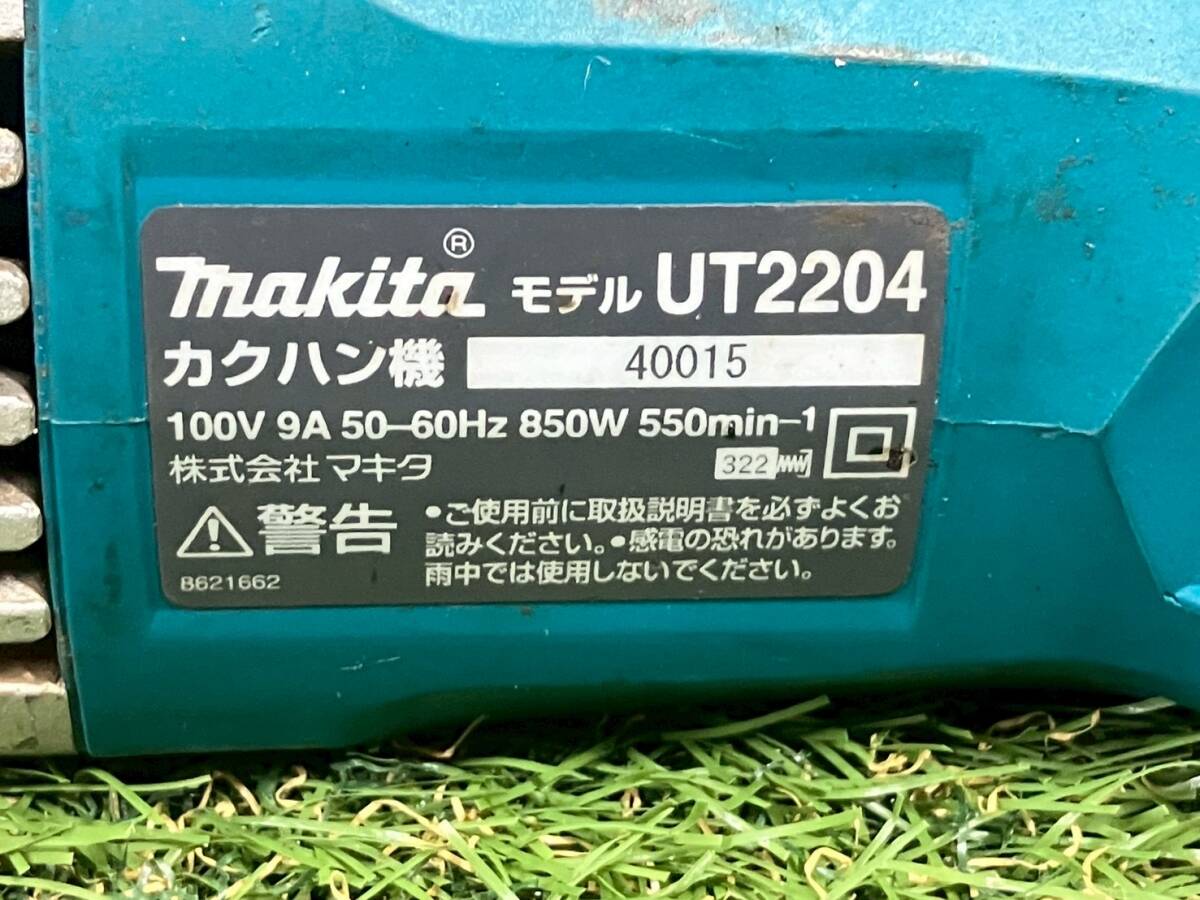 makita® モデル UT2204
カクハン機 40015
100V 9A 50-60Hz 850W 550min-1
株式会社 マキタ 322
警告 •ご使用前に取扱説明書を必ずよくお
読みください。•感電の恐れがあります。
雨中では使用しないでください。
B621662